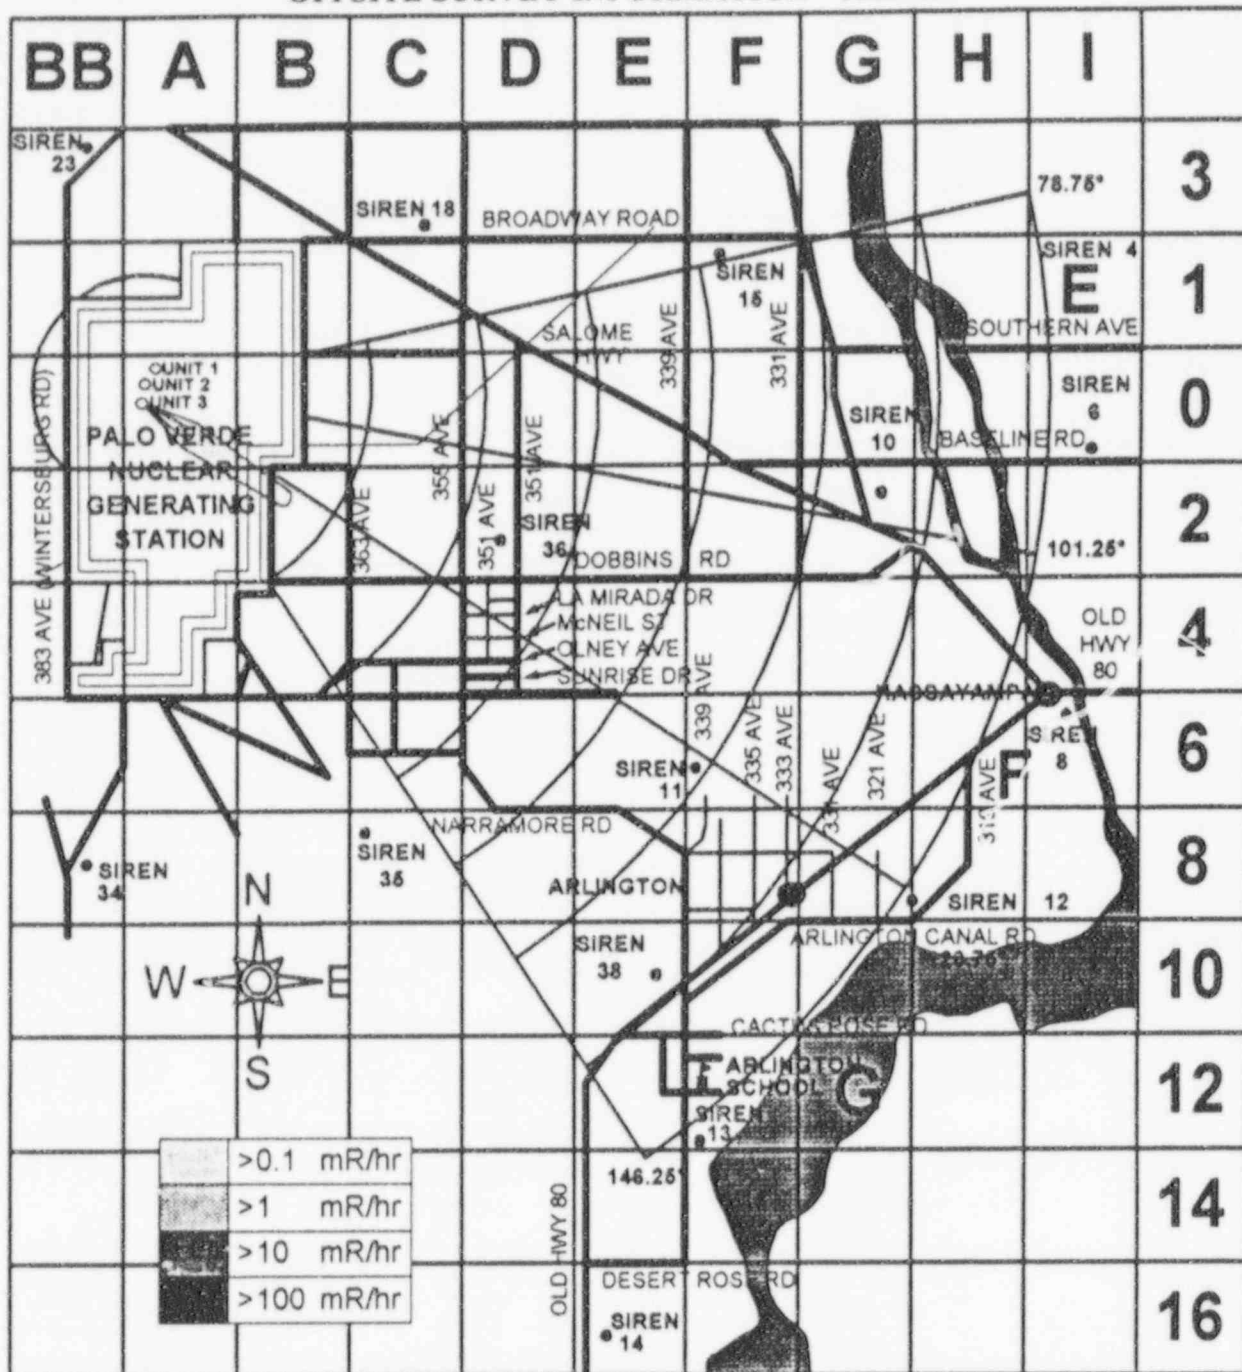 BB A B C D E F G H I
SIREN
23
3
78.75°
SIREN 18
BROADWAY ROAD
SIREN 4
SIREN
15
E
1
SOUTHERN AVE
SALOME
HWY
339 AVE
331 AVE
OUNIT 1
OUNIT 2
OUNIT 3
SIREN
6
0
SIREN
10
BASELINE RD
PALO VERDE
NUCLEAR
GENERATING
STATION
383 AVE (WINTERSBURG RD)
355 AVE
351 AVE
363 AVE
351 AVE
SIREN
36
2
DOBBINS RD
101.25°
LA MIRADA DR
McNEIL ST
OLNEY AVE
SUNRISE DR
OLD
HWY
80
4
339 AVE
335 AVE
333 AVE
321 AVE
SIREN
8
6
SIREN
11
F
NARRAMORE RD
SIREN
35
SIREN
34
8
ARLINGTON
SIREN 12
N
W E
S
SIREN
38
ARLINGTON CANAL RD
10
CACTUS ROSE RD
ARLINGTON
SCHOOL
G
12
SIREN
13
146.25°
>0.1 mR/hr
>1 mR/hr
>10 mR/hr
>100 mR/hr
14
OLD HWY 80
DESERT ROSE RD
SIREN
14
16